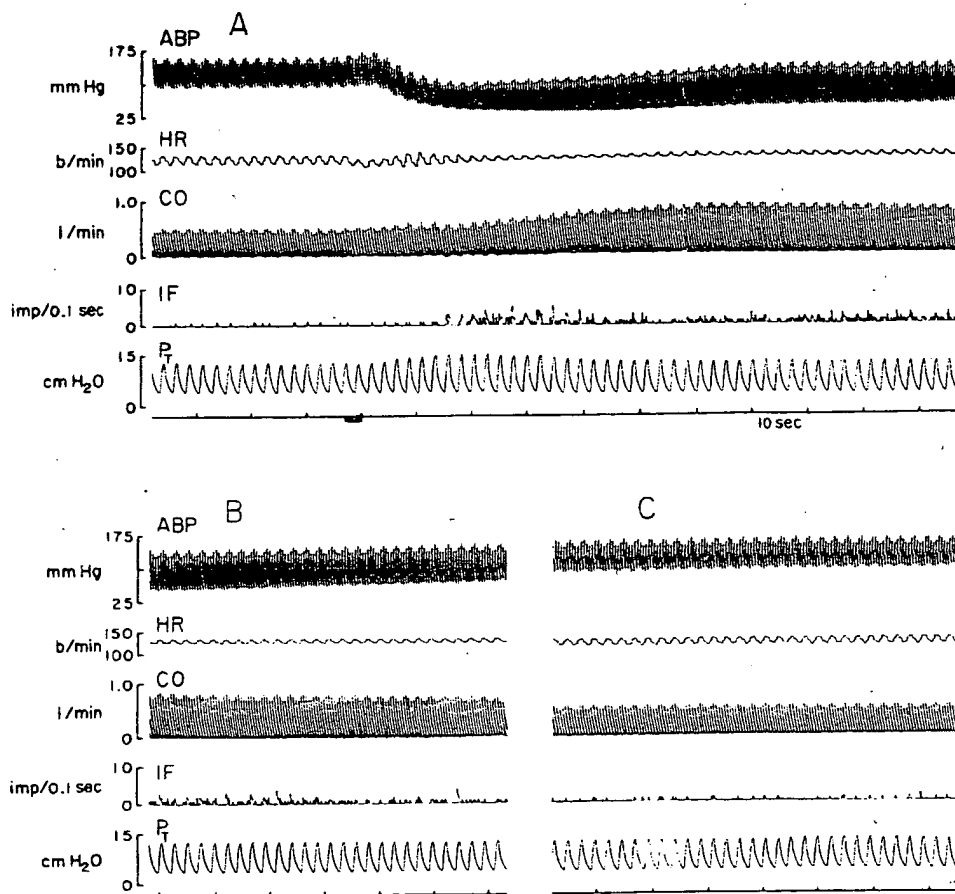 A
ABP
175
mm Hg
25
HR
150
b/min
100
CO
1.0
l/min
0
IF
10
imp/0.1 sec
0
PT
15
cm H2O
0
10 sec
B
C
ABP
175
mm Hg
25
HR
150
b/min
100
CO
1.0
l/min
0
IF
10
imp/0.1 sec
0
PT
15
cm H2O
0